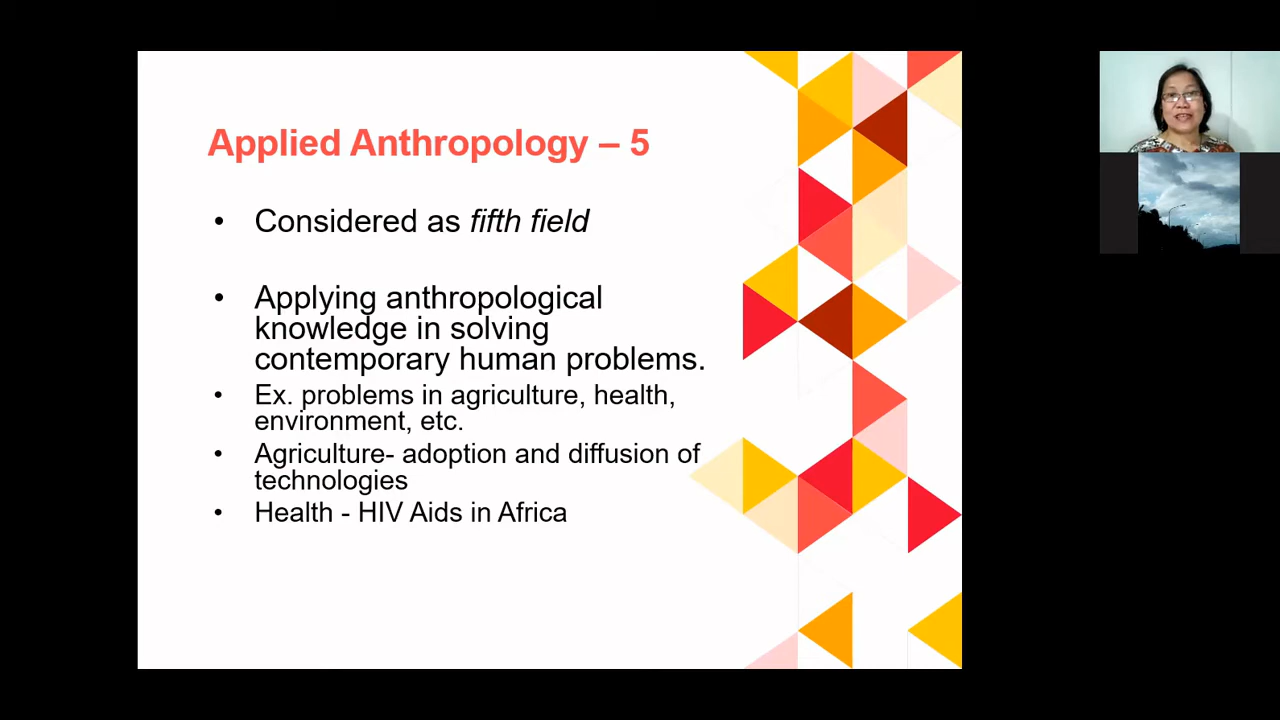 Applied Anthropology – 5
• Considered as fifth field
• Applying anthropological
knowledge in solving
contemporary human problems.
• Ex. problems in agriculture, health,
environment, etc.
• Agriculture- adoption and diffusion of
technologies
• Health - HIV Aids in Africa